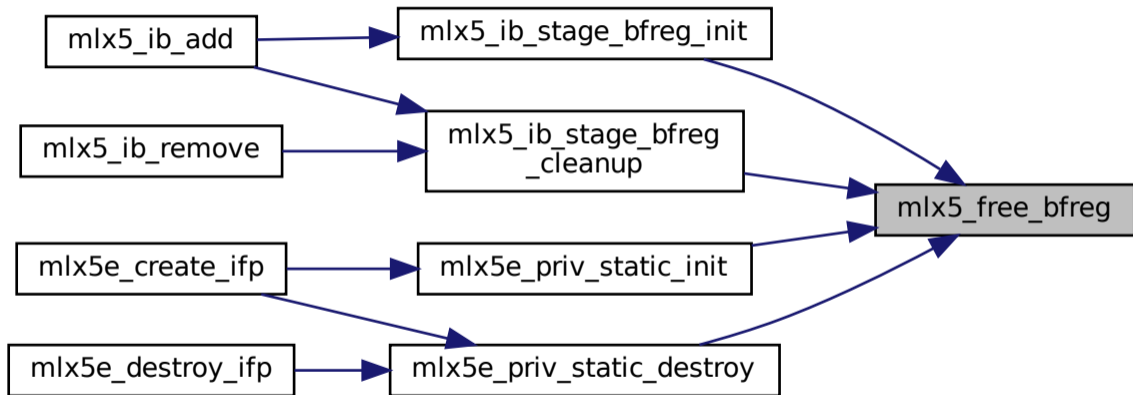 mlx5_ib_add
mlx5_ib_stage_bfreg_init
mlx5_ib_remove
mlx5_ib_stage_bfreg
_cleanup
mlx5_free_bfreg
mlx5e_create_ifp
mlx5e_priv_static_init
mlx5e_destroy_ifp
mlx5e_priv_static_destroy